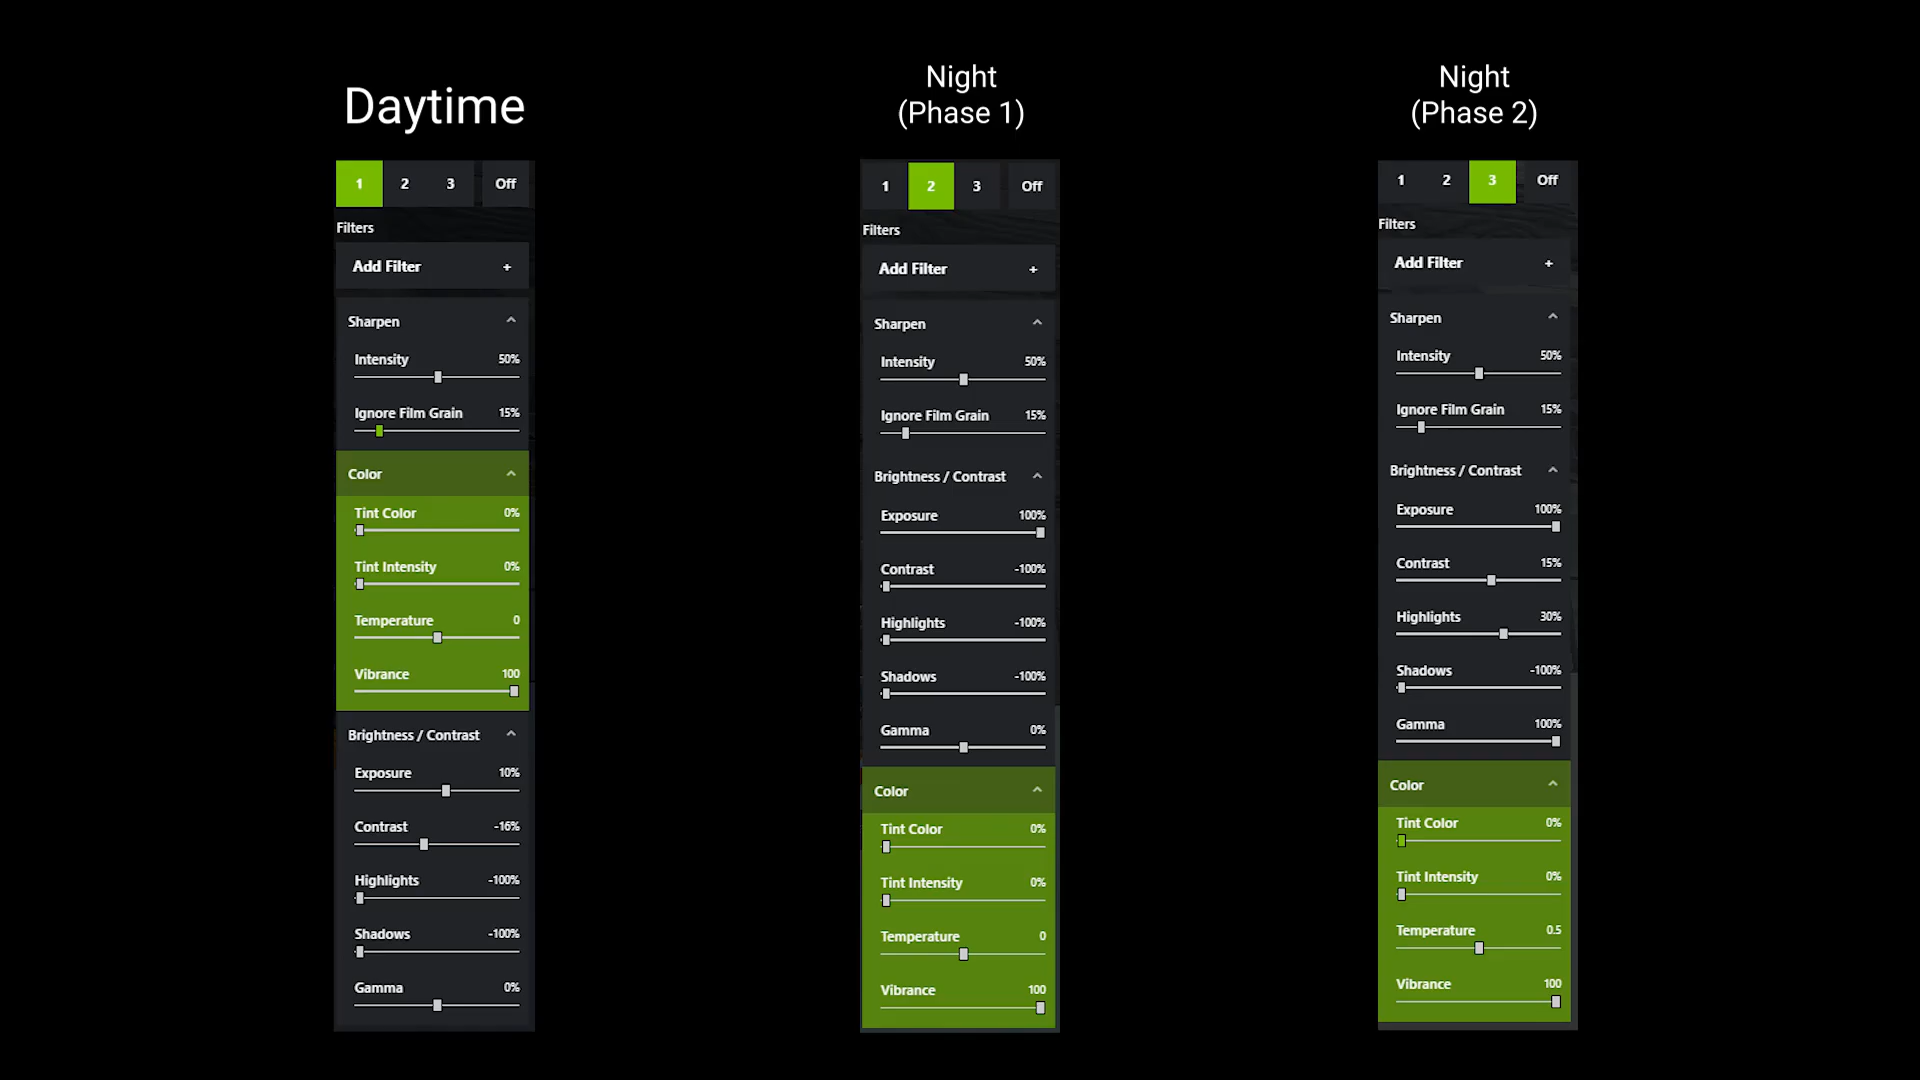 Daytime
1 2 3 Off
Filters
Add Filter +
Sharpen
Intensity 50%
Ignore Film Grain 15%
Color
Tint Color 0%
Tint Intensity 0%
Temperature 0
Vibrance 100
Brightness / Contrast
Exposure 10%
Contrast -16%
Highlights -100%
Shadows -100%
Gamma 0%
Night
(Phase 1)
1 2 3 Off
Filters
Add Filter +
Sharpen
Intensity 50%
Ignore Film Grain 15%
Brightness / Contrast
Exposure 100%
Contrast -100%
Highlights -100%
Shadows -100%
Gamma 0%
Color
Tint Color 0%
Tint Intensity 0%
Temperature 0
Vibrance 100
Night
(Phase 2)
1 2 3 Off
Filters
Add Filter +
Sharpen
Intensity 50%
Ignore Film Grain 15%
Brightness / Contrast
Exposure 100%
Contrast 15%
Highlights 30%
Shadows -100%
Gamma 100%
Color
Tint Color 0%
Tint Intensity 0%
Temperature 0.5
Vibrance 100